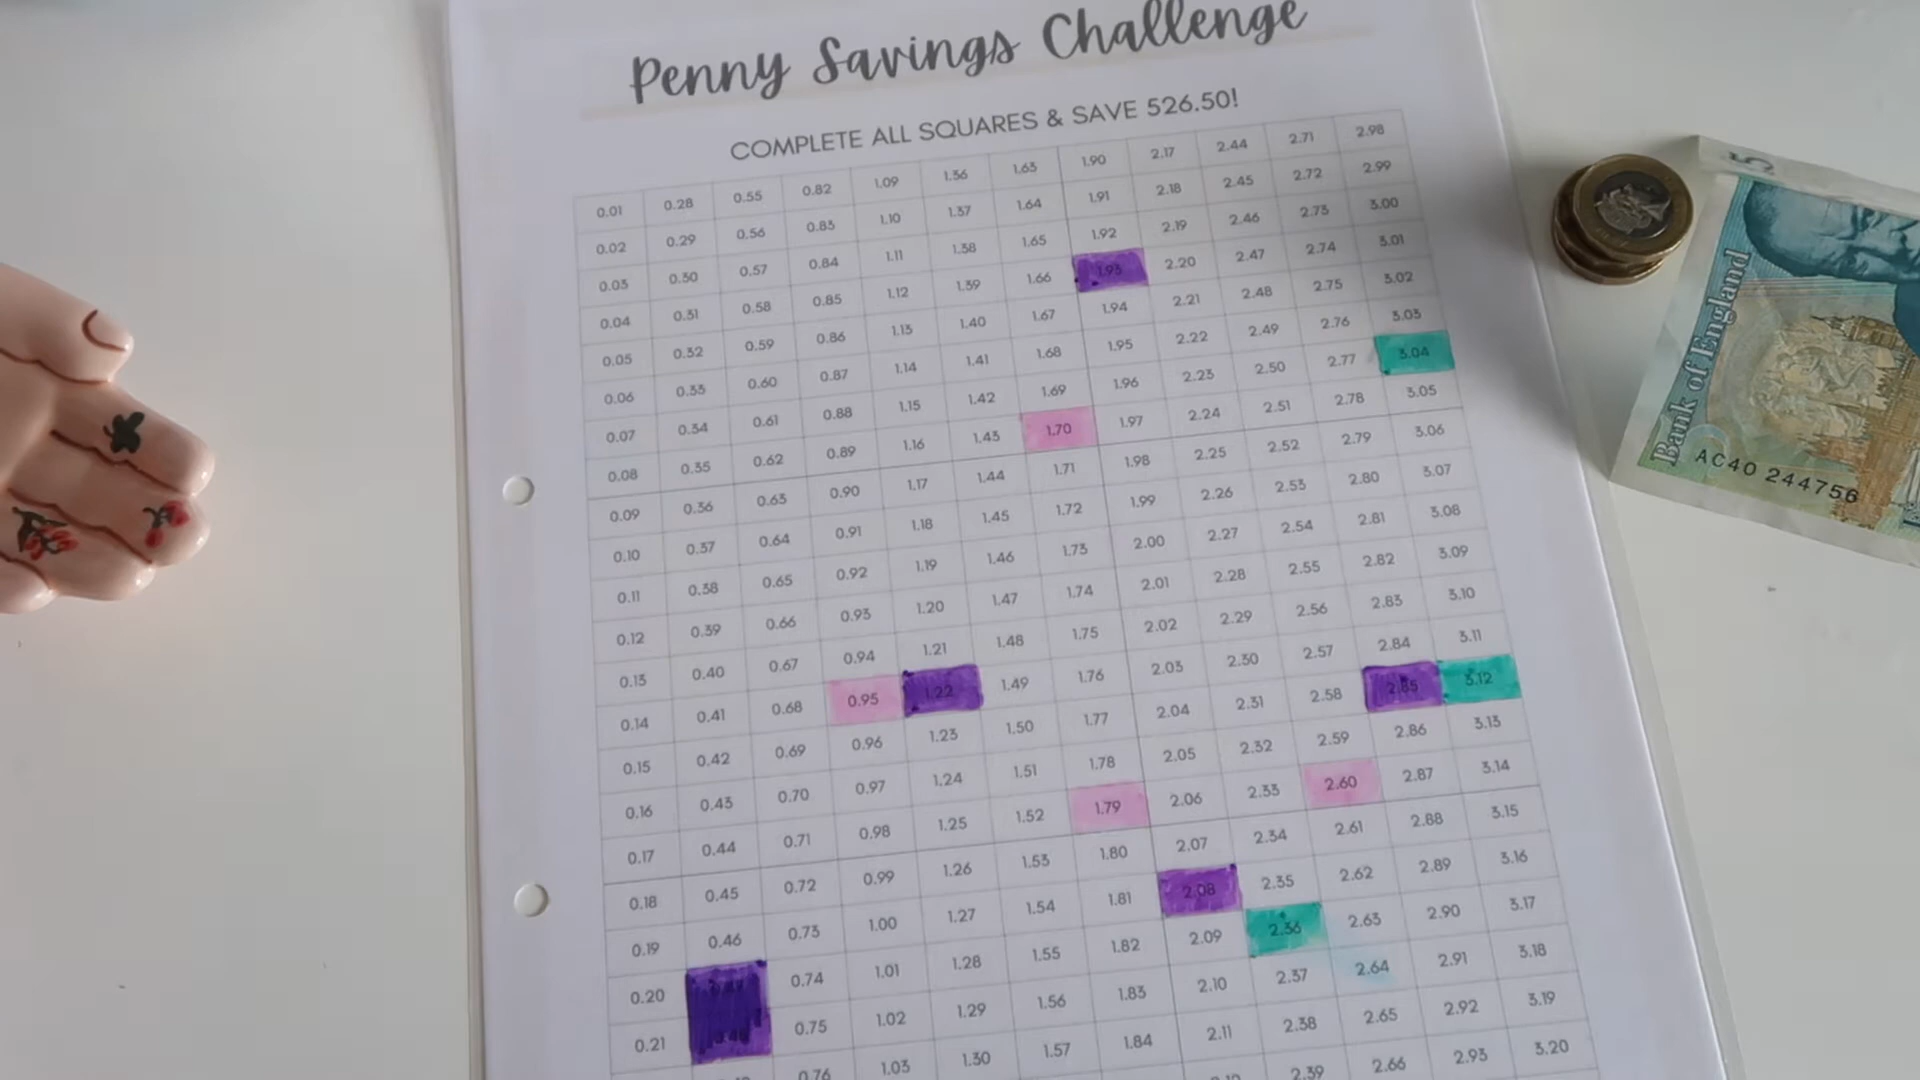 Penny Savings Challenge
COMPLETE ALL SQUARES & SAVE 526.50!
0.01 0.28 0.55 0.82 1.09 1.36 1.63 1.90 2.17 2.44 2.71 2.98
0.02 0.29 0.56 0.83 1.10 1.37 1.64 1.91 2.18 2.45 2.72 2.99
0.03 0.30 0.57 0.84 1.11 1.38 1.65 1.92 2.19 2.46 2.73 3.00
0.04 0.31 0.58 0.85 1.12 1.39 1.66 1.93 2.20 2.47 2.74 3.01
0.05 0.32 0.59 0.86 1.13 1.40 1.67 1.94 2.21 2.48 2.75 3.02
0.06 0.33 0.60 0.87 1.14 1.41 1.68 1.95 2.22 2.49 2.76 3.03
0.07 0.34 0.61 0.88 1.15 1.42 1.69 1.96 2.23 2.50 2.77 3.04
0.08 0.35 0.62 0.89 1.16 1.43 1.70 1.97 2.24 2.51 2.78 3.05
0.09 0.36 0.63 0.90 1.17 1.44 1.71 1.98 2.25 2.52 2.79 3.06
0.10 0.37 0.64 0.91 1.18 1.45 1.72 1.99 2.26 2.53 2.80 3.07
0.11 0.38 0.65 0.92 1.19 1.46 1.73 2.00 2.27 2.54 2.81 3.08
0.12 0.39 0.66 0.93 1.20 1.47 1.74 2.01 2.28 2.55 2.82 3.09
0.13 0.40 0.67 0.94 1.21 1.48 1.75 2.02 2.29 2.56 2.83 3.10
0.14 0.41 0.68 0.95 1.22 1.49 1.76 2.03 2.30 2.57 2.84 3.11
0.15 0.42 0.69 0.96 1.23 1.50 1.77 2.04 2.31 2.58 2.85 3.12
0.16 0.43 0.70 0.97 1.24 1.51 1.78 2.05 2.32 2.59 2.86 3.13
0.17 0.44 0.71 0.98 1.25 1.52 1.79 2.06 2.33 2.60 2.87 3.14
0.18 0.45 0.72 0.99 1.26 1.53 1.80 2.07 2.34 2.61 2.88 3.15
0.19 0.46 0.73 1.00 1.27 1.54 1.81 2.08 2.35 2.62 2.89 3.16
0.20 0.74 1.01 1.28 1.55 1.82 2.09 2.36 2.63 2.90 3.17
0.21 0.75 1.02 1.29 1.56 1.83 2.10 2.37 2.64 2.91 3.18
0.76 1.03 1.30 1.57 1.84 2.11 2.38 2.65 2.92 3.19
2.39 2.66 2.93 3.20
5
Bank of England
AC40 244756